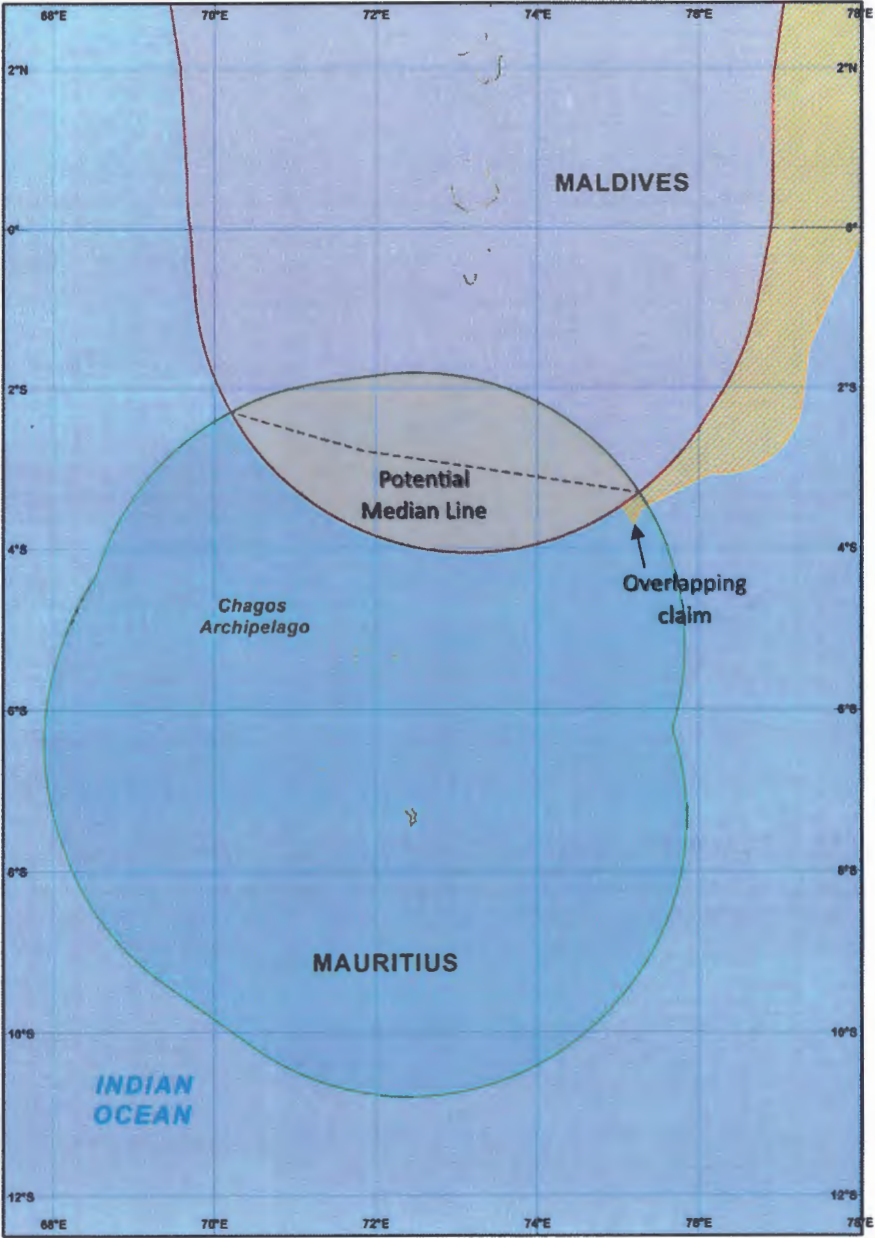 68°E 70°E 72°E 74°E 76°E 78°E
2°N 2°N
MALDIVES
0° 0°
2°S 2°S
Potential
Median Line
4°S 4°S
Overlapping
claim
Chagos
Archipelago
6°S 6°S
8°S 8°S
MAURITIUS
10°S 10°S
INDIAN
OCEAN
12°S 12°S
68°E 70°E 72°E 74°E 76°E 78°E